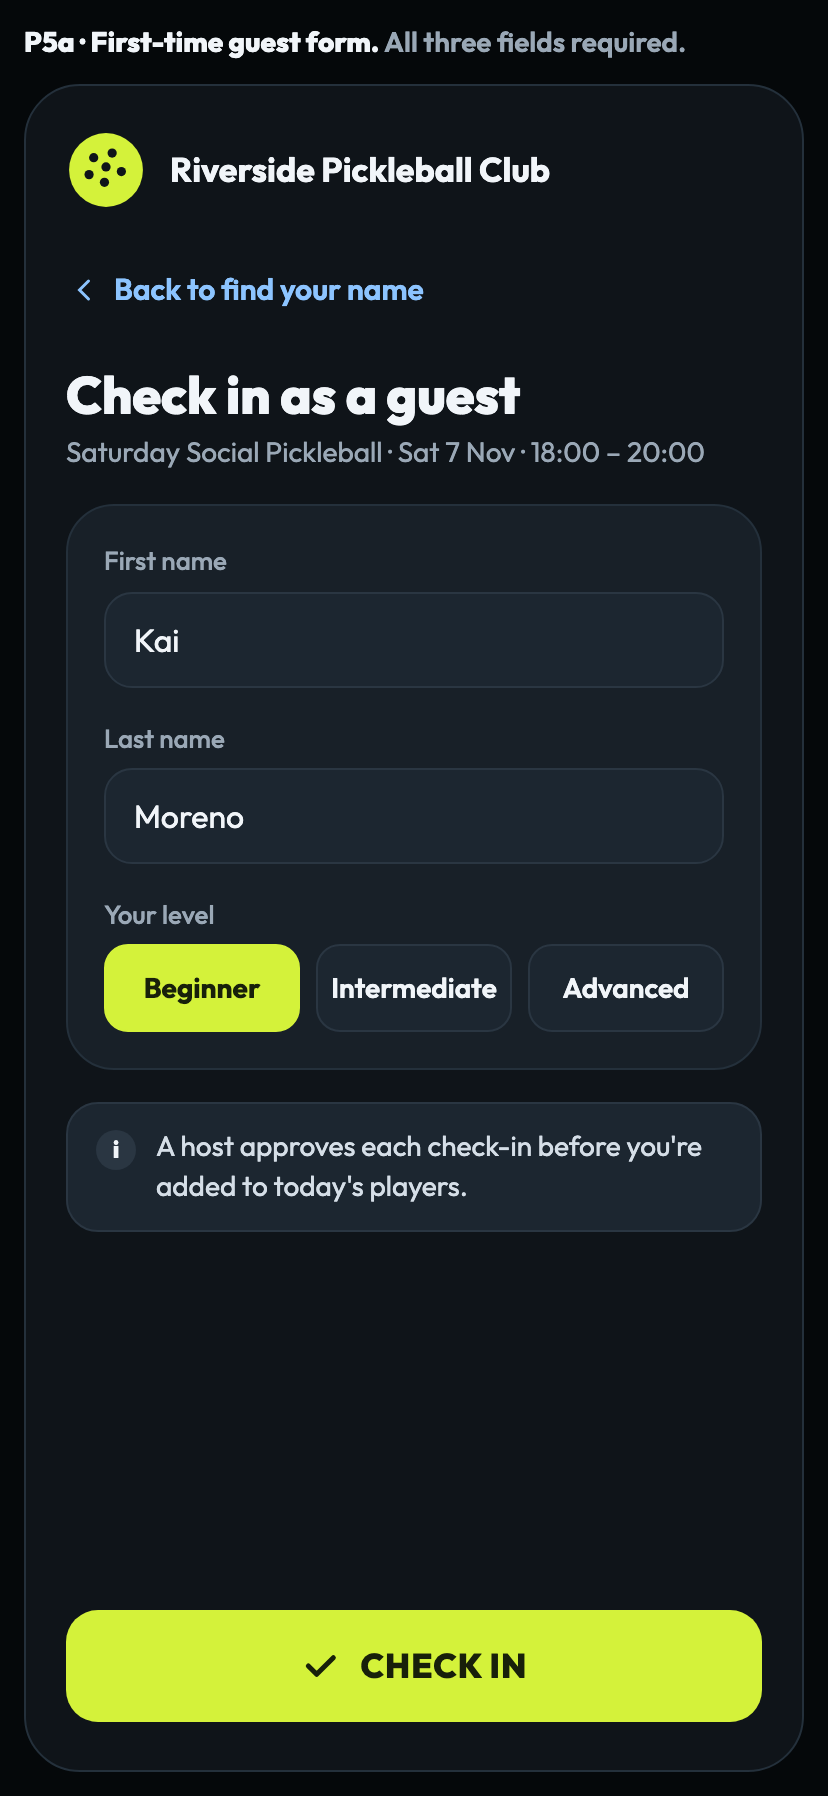 P5a · First-time guest form. All three fields required.
Riverside Pickleball Club
Back to find your name
Check in as a guest
Saturday Social Pickleball · Sat 7 Nov · 18:00 – 20:00
First name
Kai
Last name
Moreno
Your level
Beginner Intermediate Advanced
i A host approves each check-in before you're
added to today's players.
CHECK IN